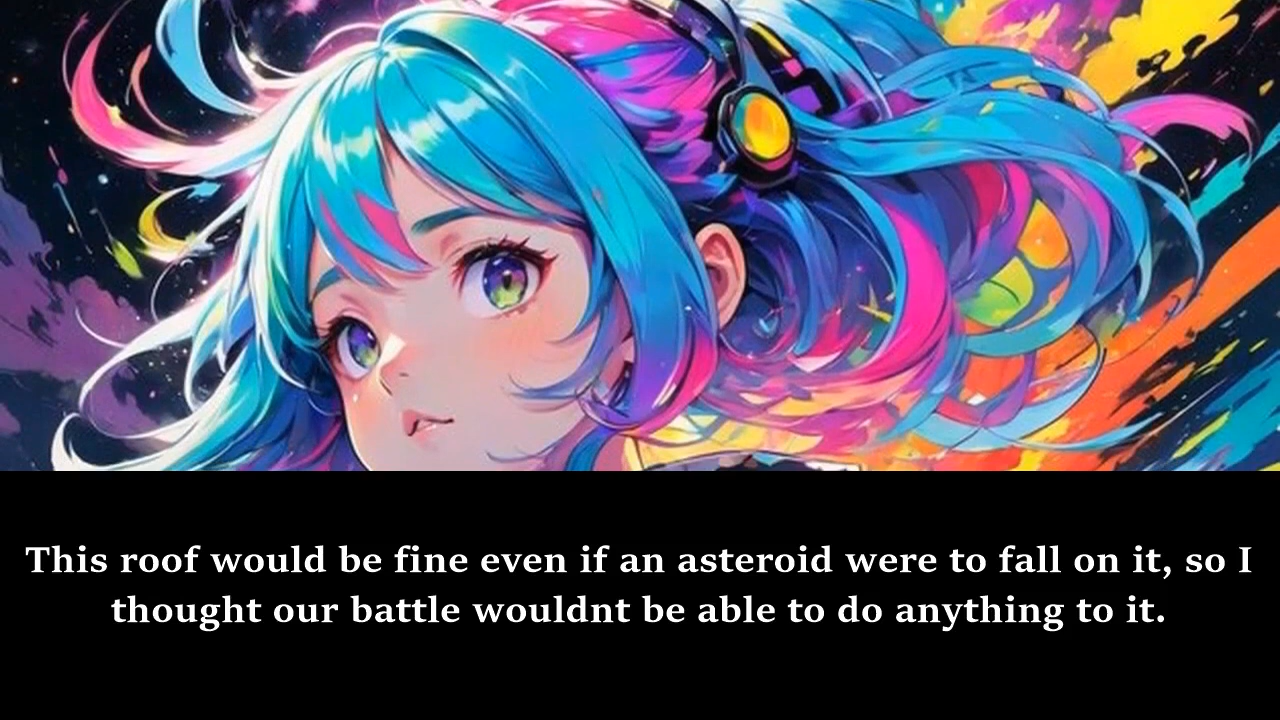 This roof would be fine even if an asteroid were to fall on it, so I
thought our battle wouldnt be able to do anything to it.